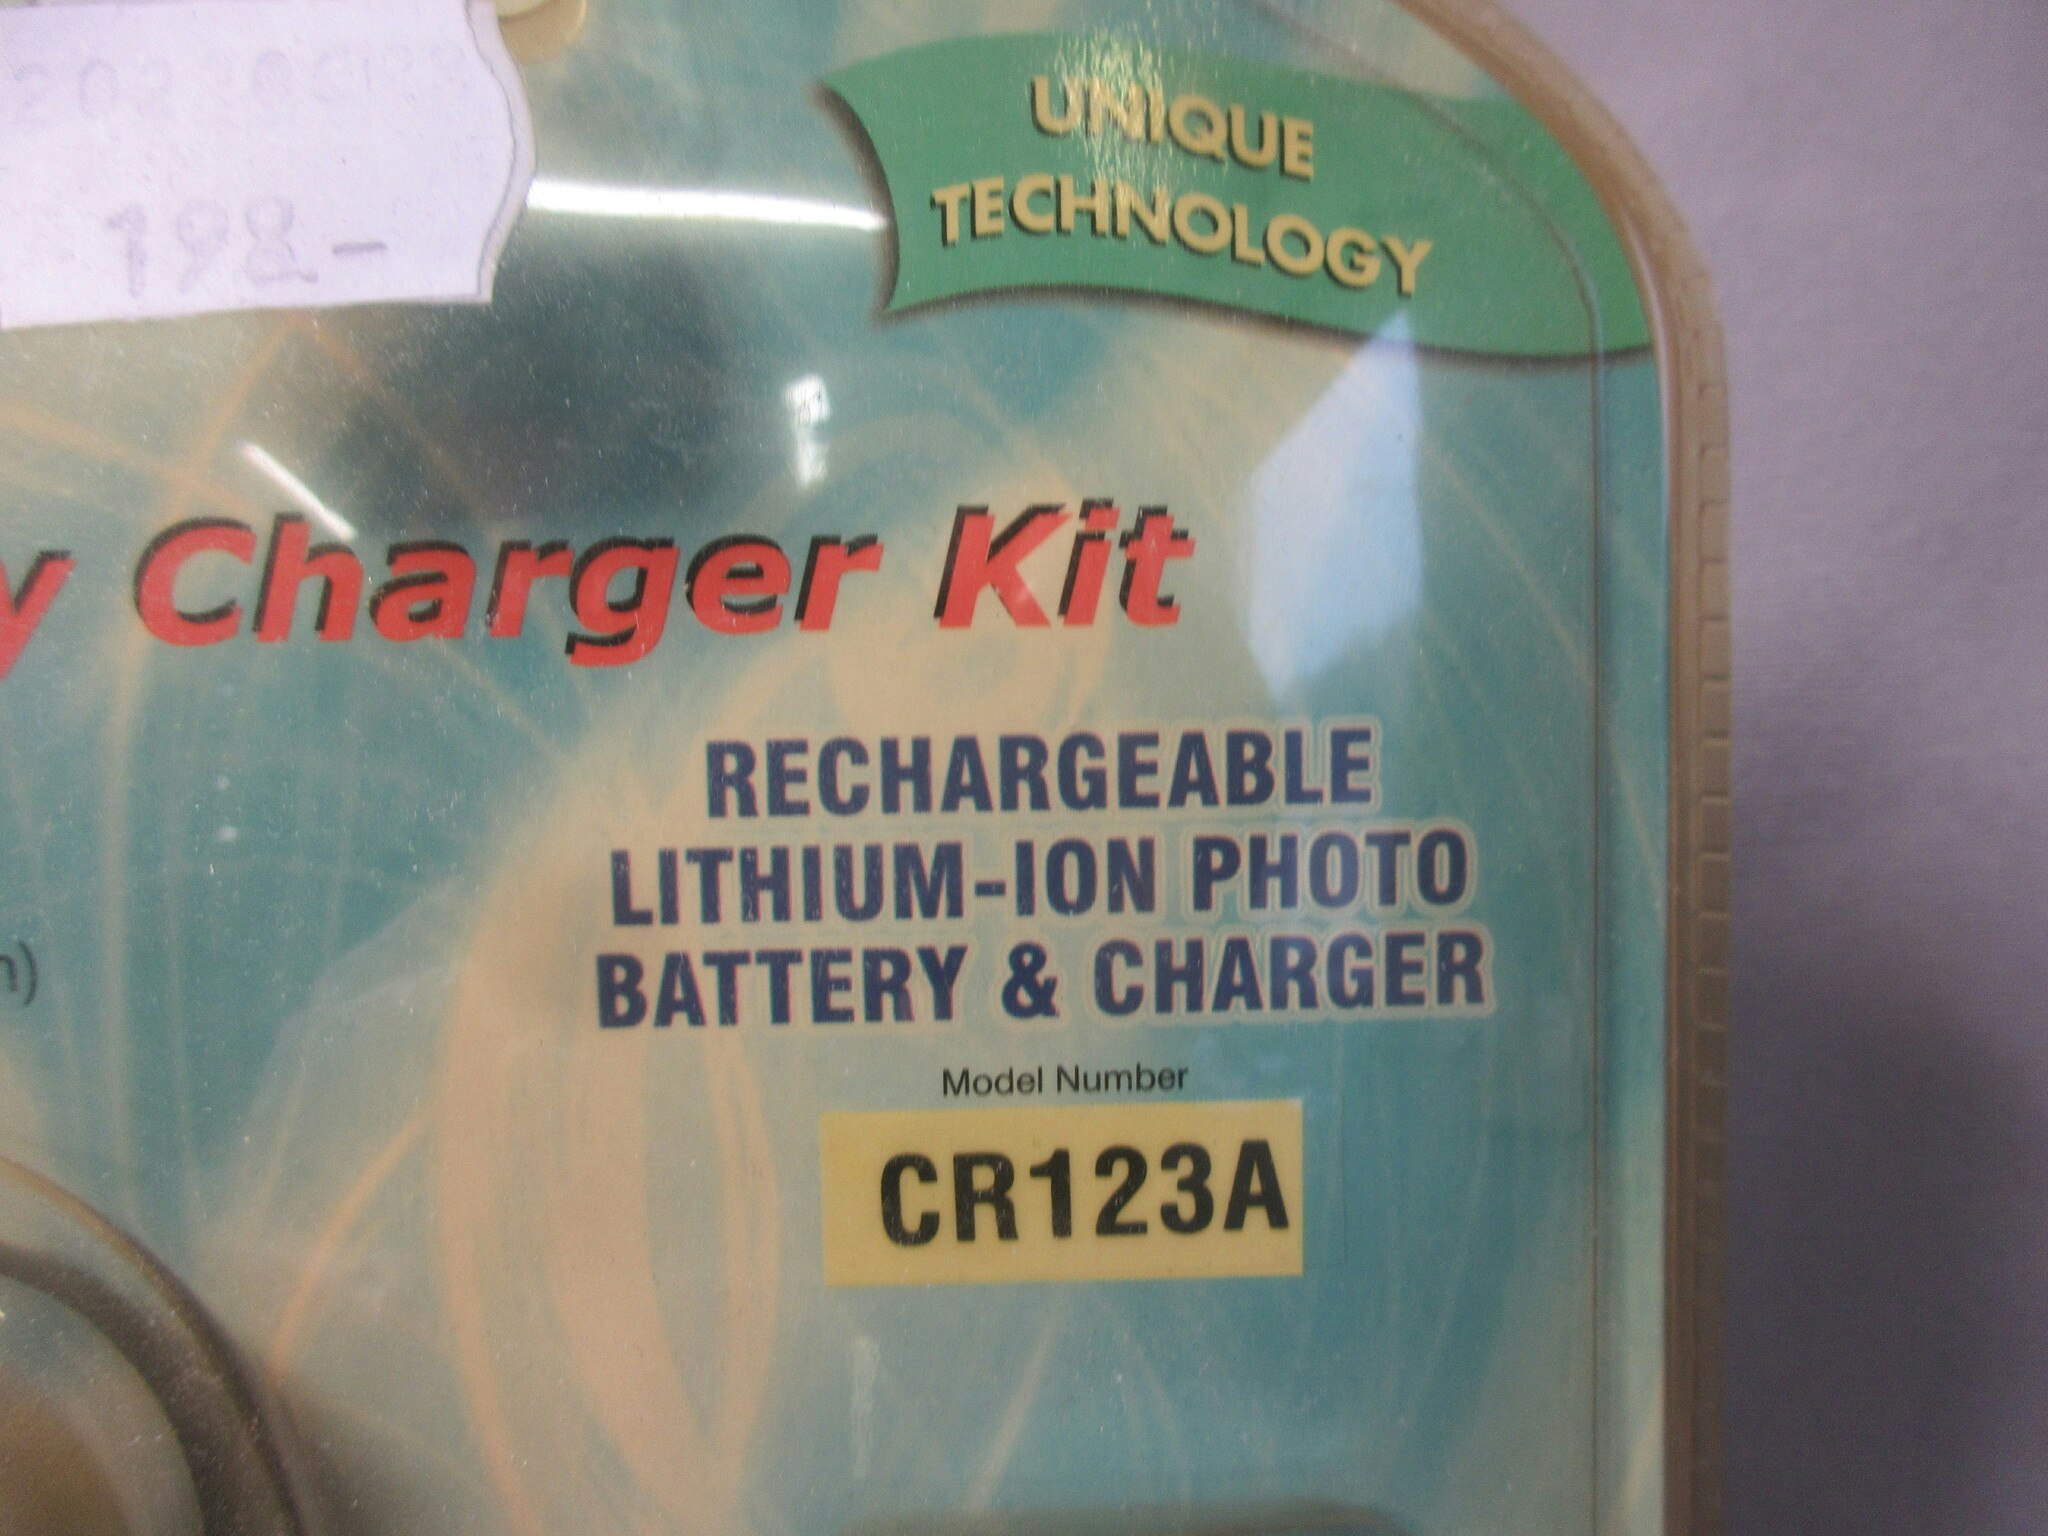 198.-
UNIQUE
TECHNOLOGY
Charger Kit
RECHARGEABLE
LITHIUM-ION PHOTO
BATTERY & CHARGER
Model Number
CR123A